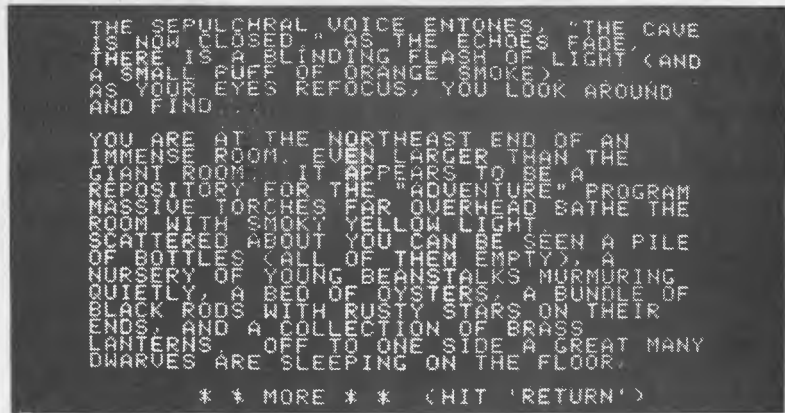 THE SEPULCHRAL VOICE ENTONES, "THE CAVE
IS NOW CLOSED." AS THE ECHOES FADE,
THERE IS A BLINDING FLASH OF LIGHT (AND
A SMALL PUFF OF ORANGE SMOKE).
AS YOUR EYES REFOCUS, YOU LOOK AROUND
AND FIND ..
YOU ARE AT THE NORTHEAST END OF AN
IMMENSE ROOM, EVEN LARGER THAN THE
GIANT ROOM. IT APPEARS TO BE A
REPOSITORY FOR THE "ADVENTURE" PROGRAM
MASSIVE TORCHES FAR OVERHEAD BATHE THE
ROOM WITH SMOKY YELLOW LIGHT
SCATTERED ABOUT YOU CAN BE SEEN A PILE
OF BOTTLES (ALL OF THEM EMPTY), A
NURSERY OF YOUNG BEANSTALKS MURMURING
QUIETLY, A BED OF OYSTERS, A BUNDLE OF
BLACK RODS WITH RUSTY STARS ON THEIR
ENDS, AND A COLLECTION OF BRASS
LANTERNS. OFF TO ONE SIDE A GREAT MANY
DWARVES ARE SLEEPING ON THE FLOOR.
* * MORE * * (HIT 'RETURN')